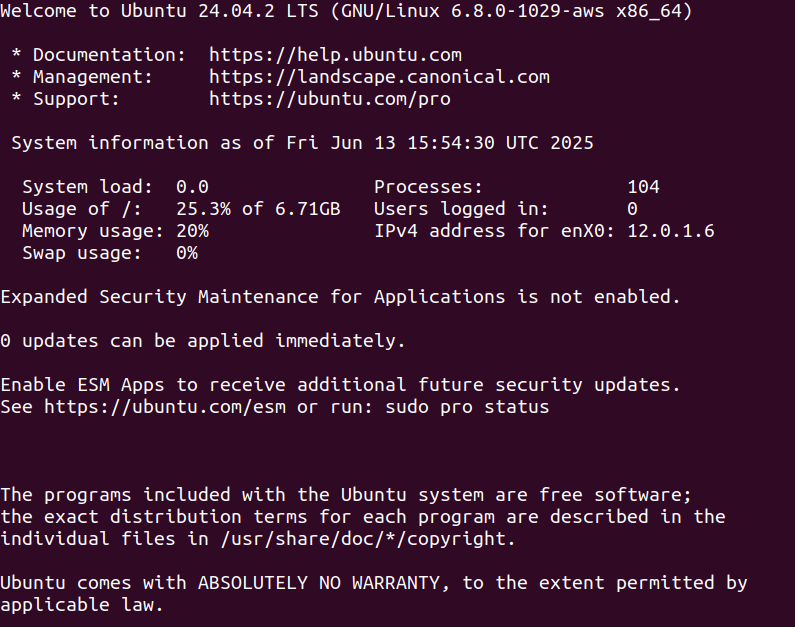 Welcome to Ubuntu 24.04.2 LTS (GNU/Linux 6.8.0-1029-aws x86_64)
* Documentation:  https://help.ubuntu.com
* Management:     https://landscape.canonical.com
* Support:        https://ubuntu.com/pro
System information as of Fri Jun 13 15:54:30 UTC 2025
System load:  0.0               Processes:             104
Usage of /:   25.3% of 6.71GB   Users logged in:       0
Memory usage: 20%               IPv4 address for enX0: 12.0.1.6
Swap usage:   0%
Expanded Security Maintenance for Applications is not enabled.
0 updates can be applied immediately.
Enable ESM Apps to receive additional future security updates.
See https://ubuntu.com/esm or run: sudo pro status
The programs included with the Ubuntu system are free software;
the exact distribution terms for each program are described in the
individual files in /usr/share/doc/*/copyright.
Ubuntu comes with ABSOLUTELY NO WARRANTY, to the extent permitted by
applicable law.